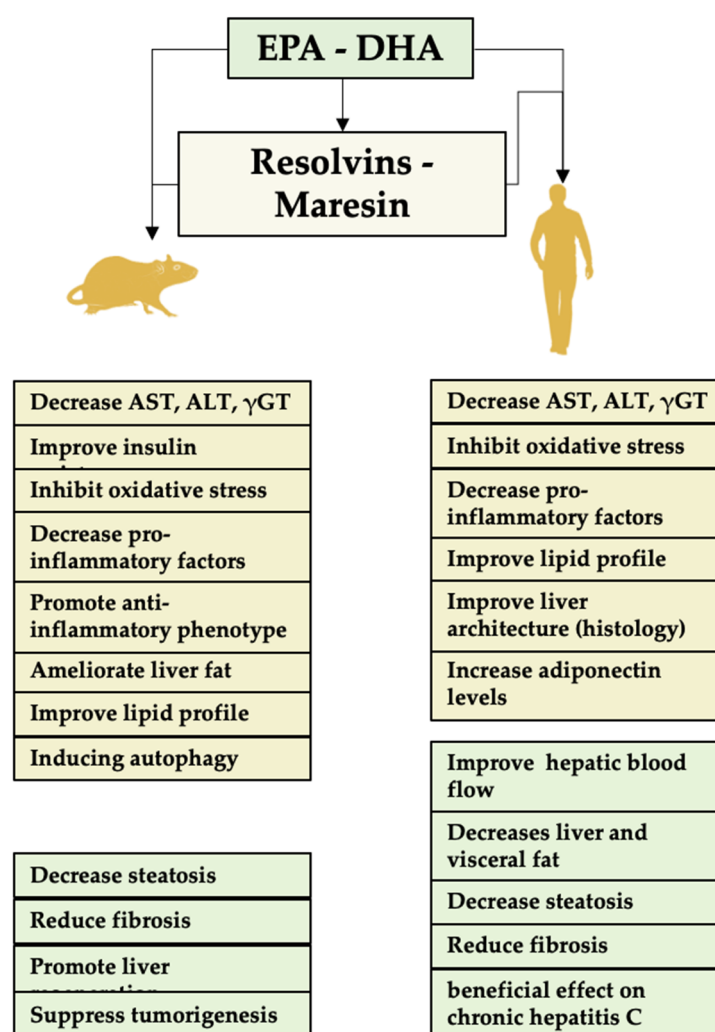 EPA - DHA
Resolvins -
Maresin
Decrease AST, ALT, γGT
Improve insulin
Inhibit oxidative stress
Decrease pro-
inflammatory factors
Promote anti-
inflammatory phenotype
Ameliorate liver fat
Improve lipid profile
Inducing autophagy
Decrease steatosis
Reduce fibrosis
Promote liver
Suppress tumorigenesis
Decrease AST, ALT, γGT
Inhibit oxidative stress
Decrease pro-
inflammatory factors
Improve lipid profile
Improve liver
architecture (histology)
Increase adiponectin
levels
Improve hepatic blood
flow
Decreases liver and
visceral fat
Decrease steatosis
Reduce fibrosis
beneficial effect on
chronic hepatitis C